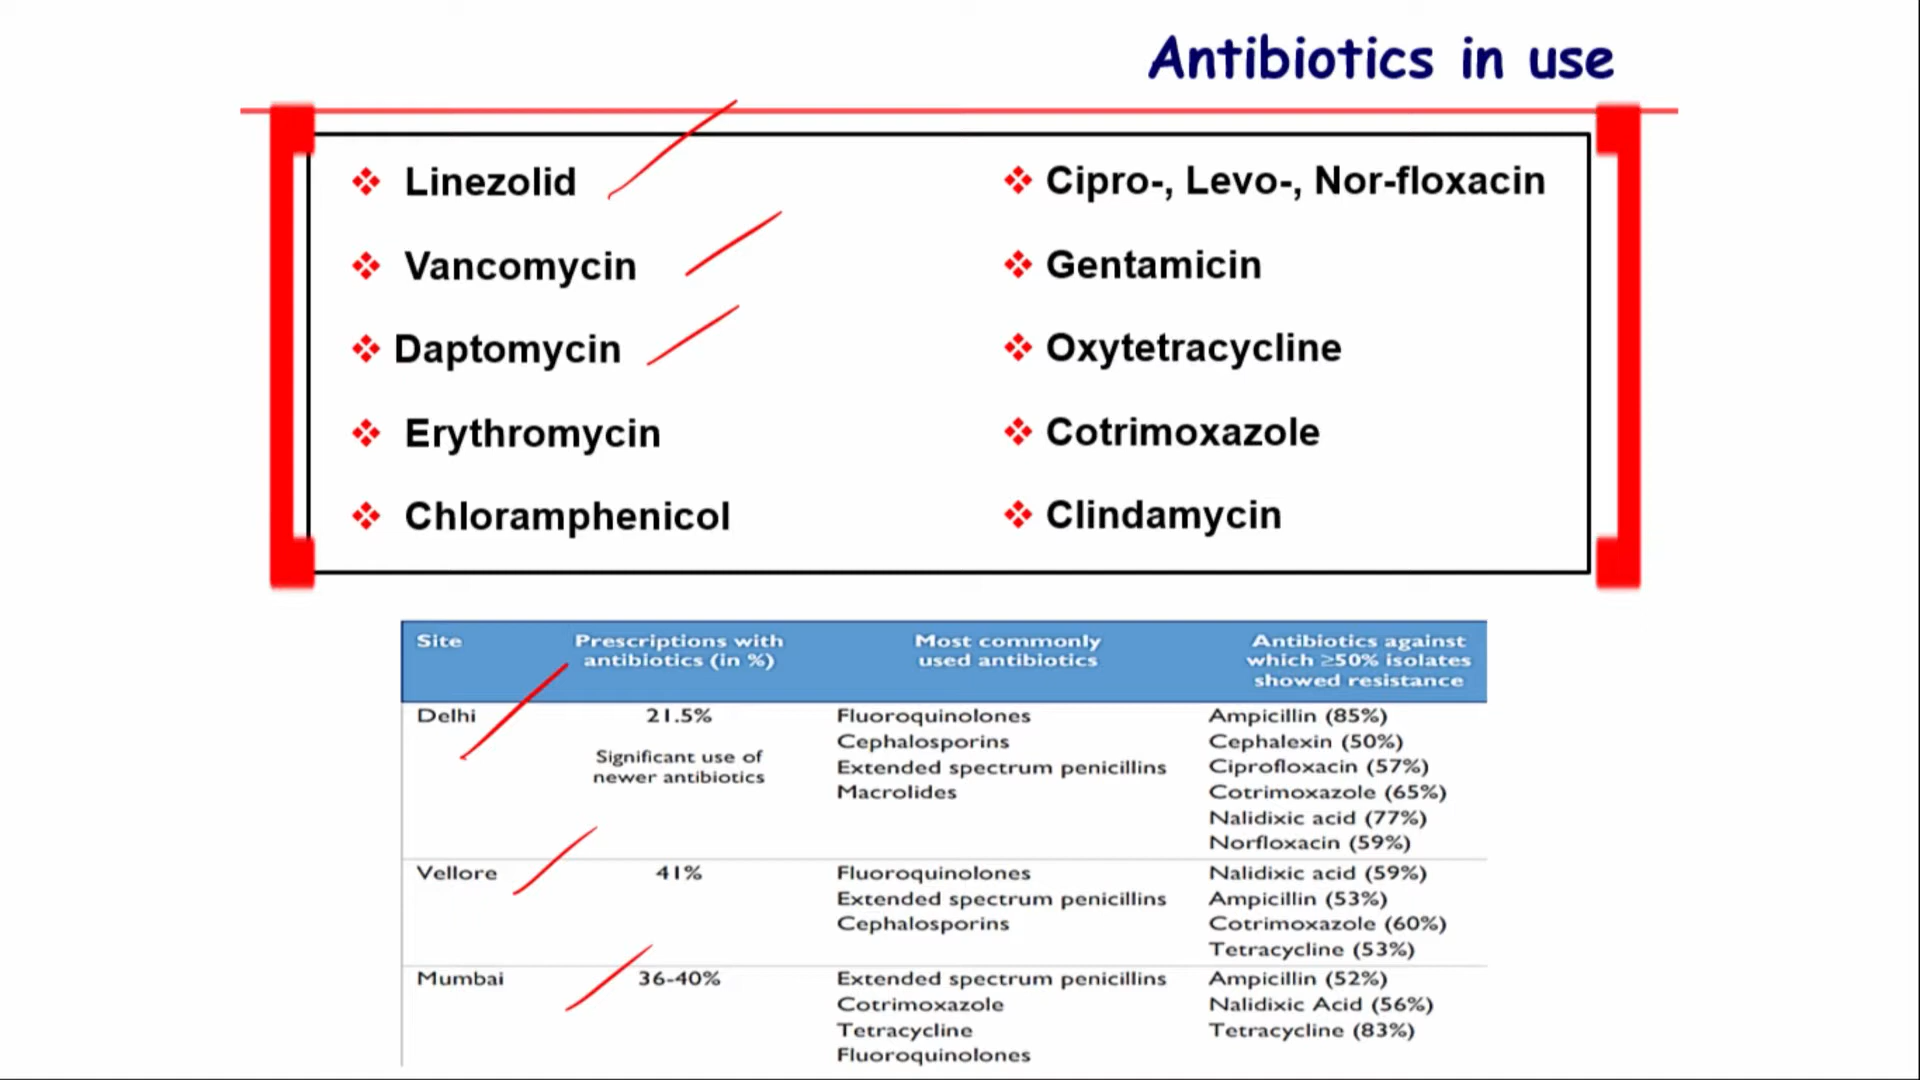 Antibiotics in use
Linezolid
Vancomycin
Daptomycin
Erythromycin
Chloramphenicol
Cipro-, Levo-, Nor-floxacin
Gentamicin
Oxytetracycline
Cotrimoxazole
Clindamycin
Site
Prescriptions with
antibiotics (in %)
Most commonly
used antibiotics
Antibiotics against
which ≥50% isolates
showed resistance
Delhi
21.5%
Significant use of
newer antibiotics
Fluoroquinolones
Cephalosporins
Extended spectrum penicillins
Macrolides
Ampicillin (85%)
Cephalexin (50%)
Ciprofloxacin (57%)
Cotrimoxazole (65%)
Nalidixic acid (77%)
Norfloxacin (59%)
Vellore
41%
Fluoroquinolones
Extended spectrum penicillins
Cephalosporins
Nalidixic acid (59%)
Ampicillin (53%)
Cotrimoxazole (60%)
Tetracycline (53%)
Mumbai
36-40%
Extended spectrum penicillins
Cotrimoxazole
Tetracycline
Fluoroquinolones
Ampicillin (52%)
Nalidixic Acid (56%)
Tetracycline (83%)